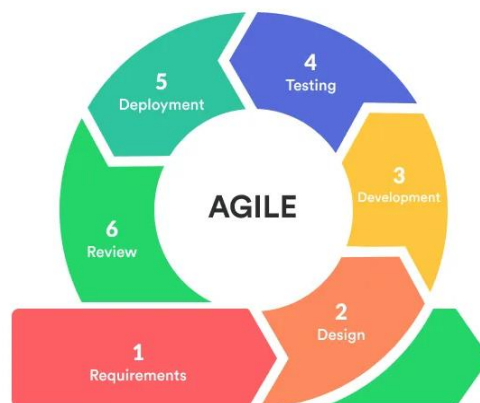 4
Testing
5
Deployment
3
Development
AGILE
6
Review
2
Design
1
Requirements